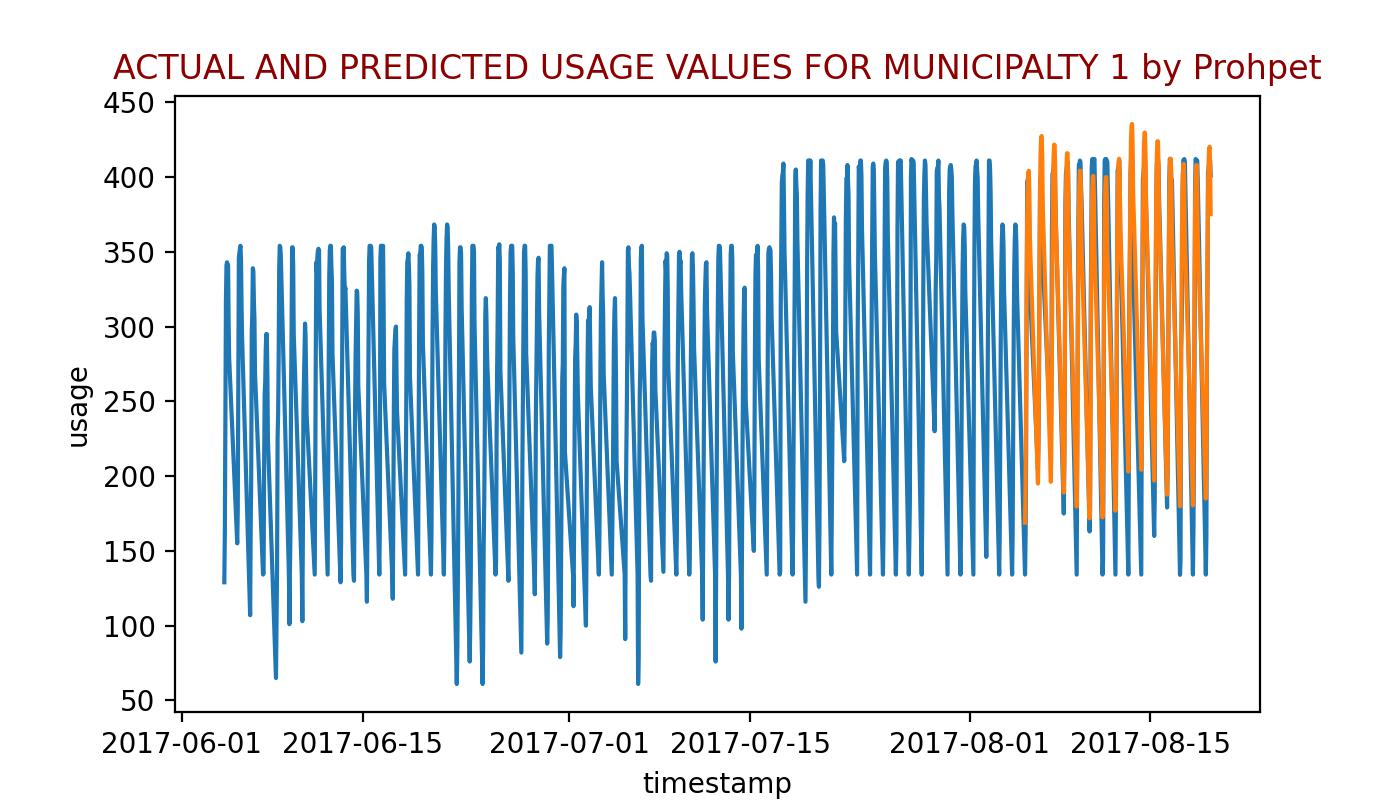 ACTUAL AND PREDICTED USAGE VALUES FOR MUNICIPALTY 1 by Prohpet
450
400
350
300
250
200
150
100
50
usage
2017-06-01 2017-06-15 2017-07-01 2017-07-15 2017-08-01 2017-08-15
timestamp